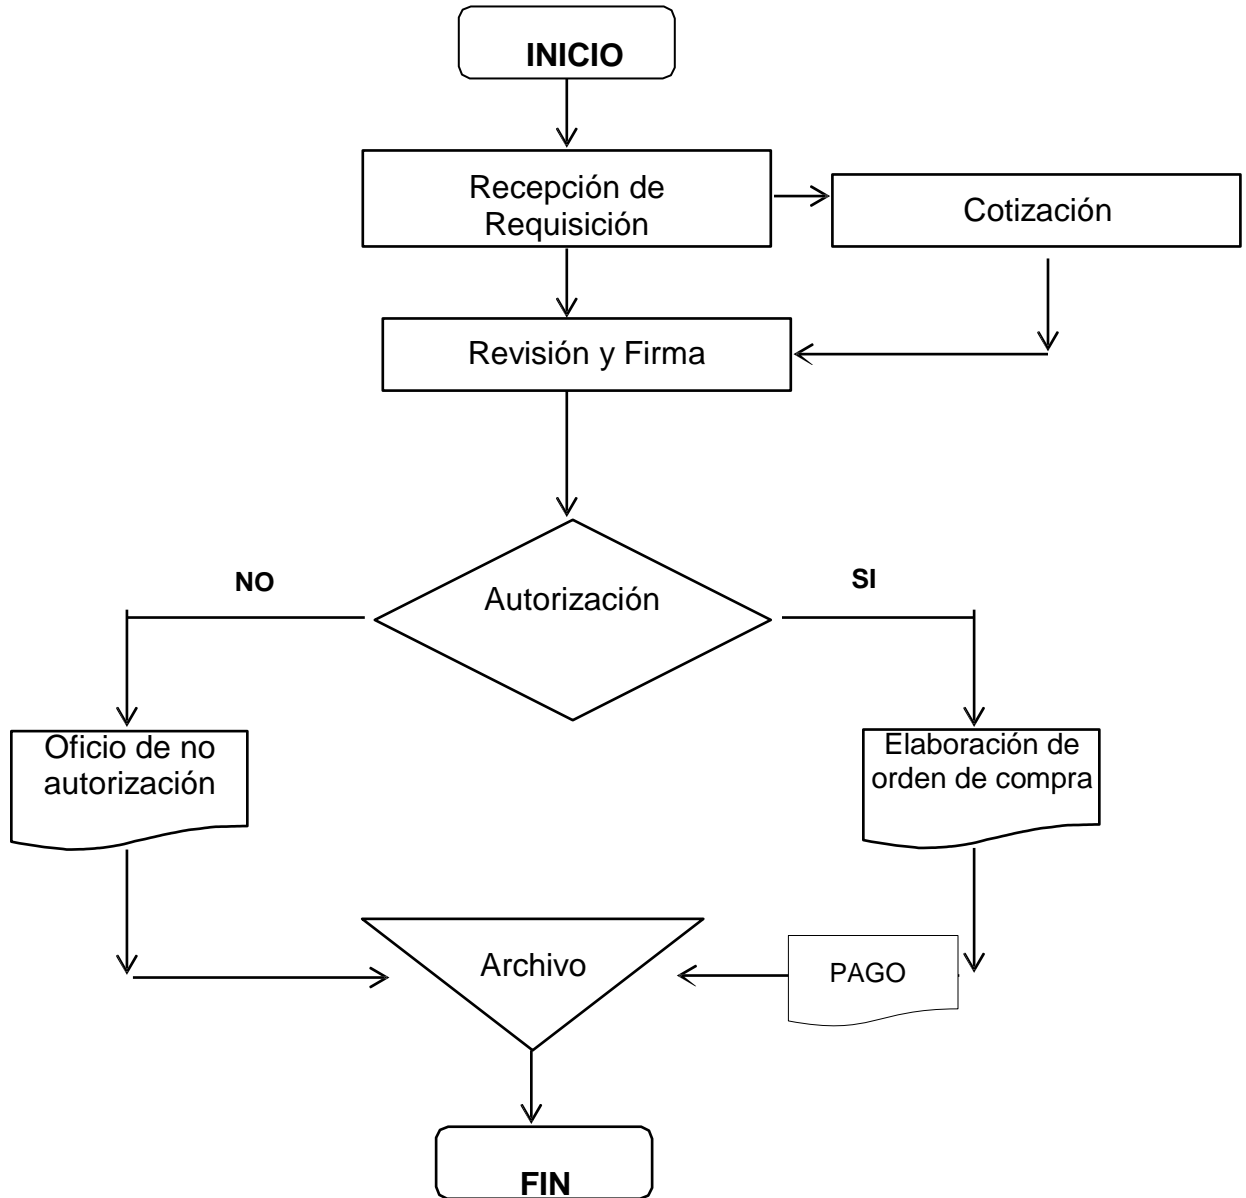 INICIO
Recepción de
Requisición
Cotización
Revisión y Firma
NO
SI
Autorización
Oficio de no
autorización
Elaboración de
orden de compra
Archivo
PAGO
FIN